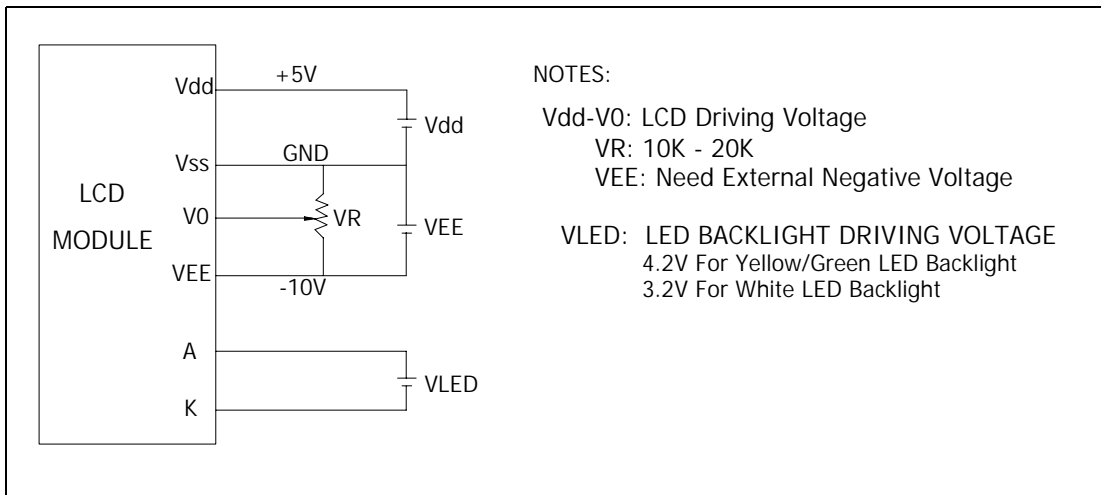 Vdd
+5V
Vdd
Vss
GND
LCD
MODULE
V0
VR
VEE
VEE
-10V
A
VLED
K
NOTES:
Vdd-V0: LCD Driving Voltage
VR: 10K - 20K
VEE: Need External Negative Voltage
VLED: LED BACKLIGHT DRIVING VOLTAGE
4.2V For Yellow/Green LED Backlight
3.2V For White LED Backlight